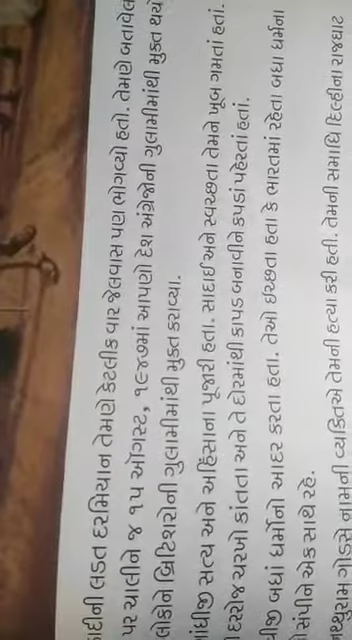 દીની લડત દરમિયાન તેમણે કેટલીક વાર જેલવાસ પણ ભોગવ્યો હતો. તેમણે બતાવેલ
પર ચાલીને જ ૧૫ ઑગસ્ટ, ૧૯૪૭માં આપણો દેશ અંગ્રેજોની ગુલામીમાંથી મુક્ત થયો
લોકોને બ્રિટિશરોની ગુલામીમાંથી મુક્ત કરાવ્યા.
ગાંધીજી સત્ય અને અહિંસાના પૂજારી હતા. સાદાઈ અને સ્વચ્છતા તેમને ખૂબ ગમતાં હતાં.
દરરોજ ચરખો કાંતતા અને તે દોરમાંથી કાપડ બનાવીને કપડાં પહેરતાં હતાં.
ધીજી બધાં ધર્મોનો આદર કરતા હતા. તેઓ ઇચ્છતા હતા કે ભારતમાં રહેતા બધા ધર્મના
સંપીને એક સાથે રહે.
નથ્થુરામ ગોડસે નામની વ્યક્તિએ તેમની હત્યા કરી હતી. તેમની સમાધિ દિલ્હીના રાજઘાટ